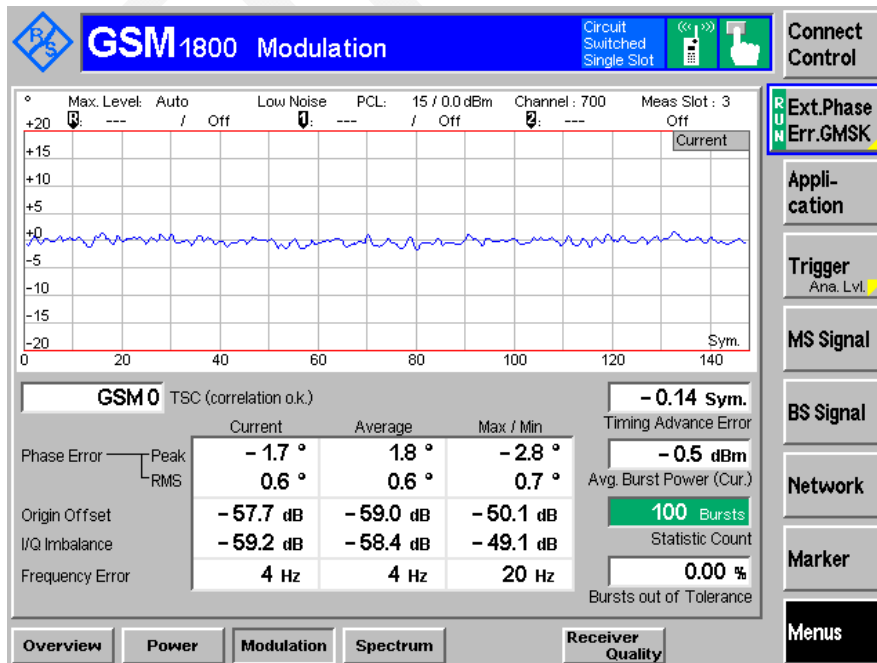 R&S
GSM 1800 Modulation
Circuit
Switched
Single Slot
Connect
Control
° Max. Level: Auto Low Noise PCL: 15 / 0.0 dBm Channel : 700 Meas Slot : 3
R: --- / Off 1: --- / Off 2: --- Off
Current
+20
+15
+10
+5
+0
-5
-10
-15
-20
Sym.
0 20 40 60 80 100 120 140
RUN
Ext.Phase
Err.GMSK
Appli-
cation
Trigger
Ana. Lvl.
MS Signal
BS Signal
Network
Marker
Menus
GSM 0 TSC (correlation o.k.)
Current Average Max / Min
Phase Error Peak – 1.7 ° 1.8 ° – 2.8 °
RMS 0.6 ° 0.6 ° 0.7 °
Origin Offset – 57.7 dB – 59.0 dB – 50.1 dB
I/Q Imbalance – 59.2 dB – 58.4 dB – 49.1 dB
Frequency Error 4 Hz 4 Hz 20 Hz
– 0.14 Sym.
Timing Advance Error
– 0.5 dBm
Avg. Burst Power (Cur.)
100 Bursts
Statistic Count
0.00 %
Bursts out of Tolerance
Overview Power Modulation Spectrum
Receiver
Quality